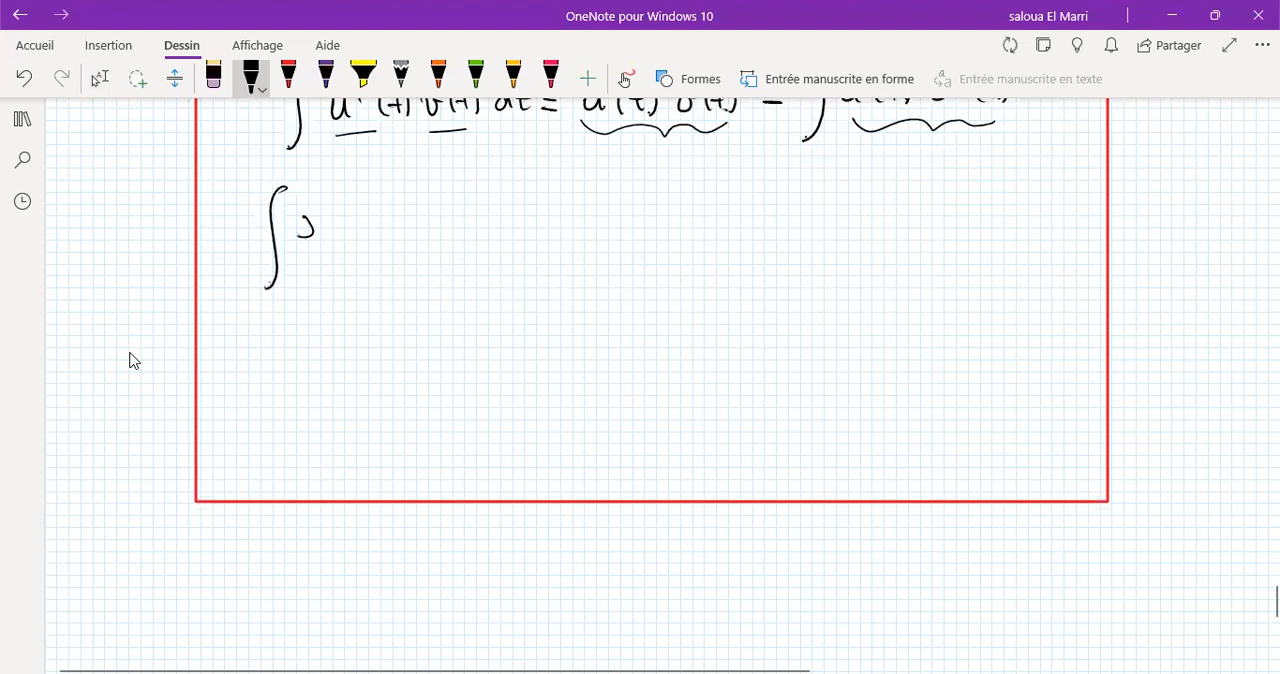 OneNote pour Windows 10
saloua El Marri
Accueil Insertion Dessin Affichage Aide
Partager
Formes Entrée manuscrite en forme Entrée manuscrite en texte
∫ u'(t) v(t) dt = u(t) v(t) - ∫
∫